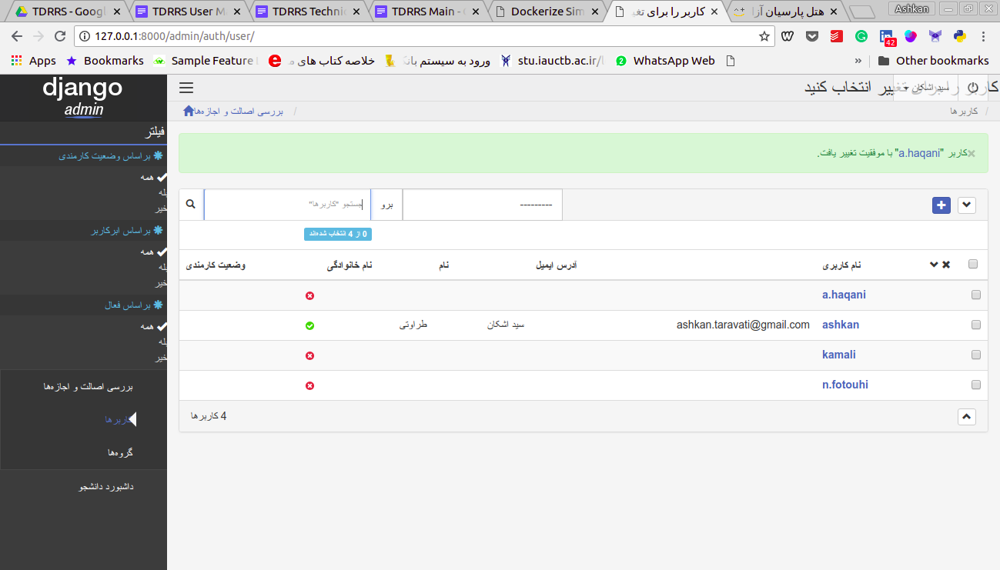 TDRRS - Googl
TDRRS User M
TDRRS Techni
TDRRS Main -
Dockerize Sim
کاربر را برای تغی
هتل پارسیان آزا
Ashkan
127.0.0.1:8000/admin/auth/user/
42
Apps
Bookmarks
Sample Feature
خلاصه کتاب های م
ورود به سیستم بانک
stu.iauctb.ac.ir/
2
WhatsApp Web
»
Other bookmarks
django
admin
کاربر را برای تغییر انتخاب کنید
سید اشکان
بررسی اصالت و اجازه‌ها
/
کاربرها
/
فیلتر
براساس وضعیت کارمندی
همه
بله
خیر
براساس ابرکاربر
همه
بله
خیر
براساس فعال
همه
بله
خیر
بررسی اصالت و اجازه‌ها
کاربرها
گروه‌ها
داشبورد دانشجو
کاربر "a.haqani" با موفقیت تغییر یافت.
×
---------
برو
جستجو "کاربرها"
0 از 4 انتخاب شده‌اند
نام کاربری آدرس ایمیل نام نام خانوادگی وضعیت کارمندی
a.haqani
ashkan ashkan.taravati@gmail.com سید اشکان طراوتی
kamali
n.fotouhi
4 کاربرها